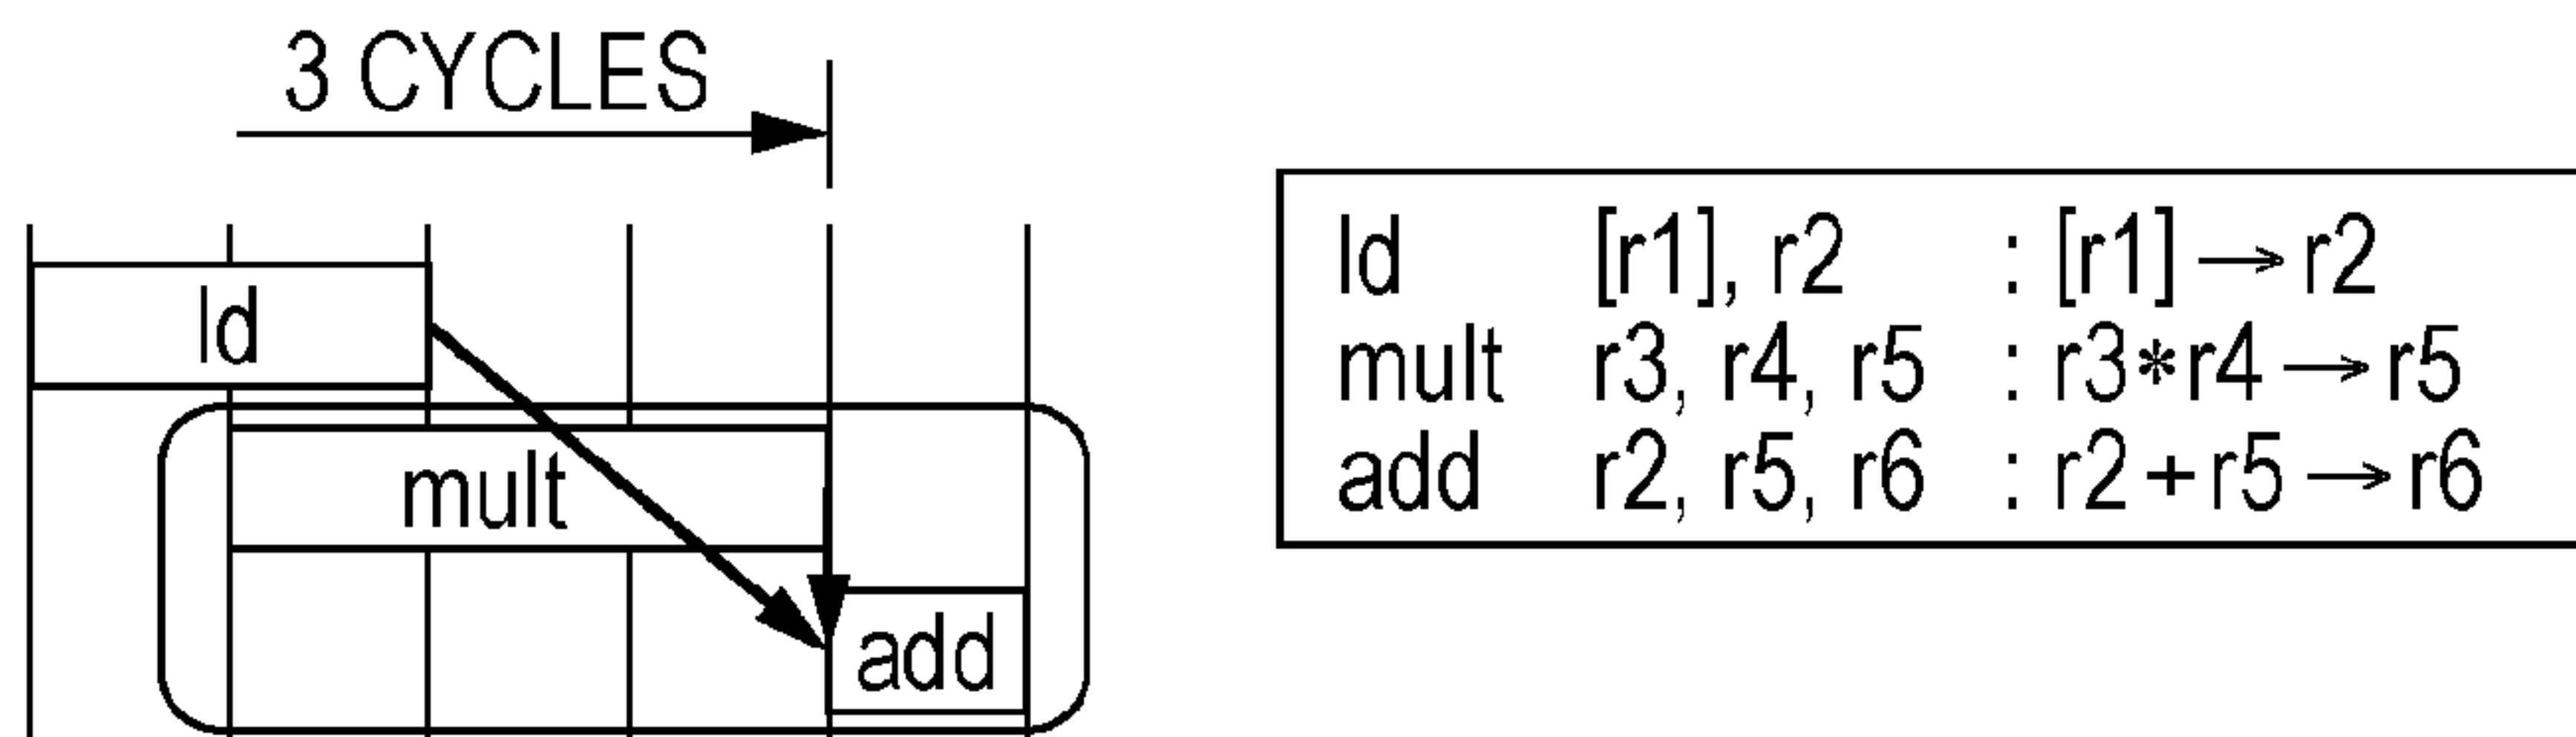 3 CYCLES
ld
mult
add
ld [r1], r2 : [r1] → r2
mult r3, r4, r5 : r3*r4 → r5
add r2, r5, r6 : r2+r5 → r6